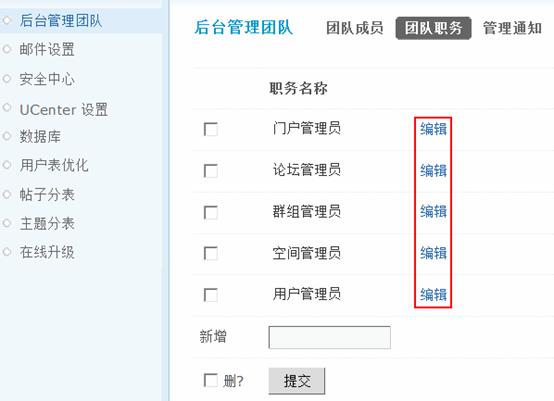 后台管理团队
邮件设置
安全中心
UCenter 设置
数据库
用户表优化
帖子分表
主题分表
在线升级
后台管理团队 团队成员 团队职务 管理通知
职务名称
门户管理员 编辑
论坛管理员 编辑
群组管理员 编辑
空间管理员 编辑
用户管理员 编辑
新增
删? 提交